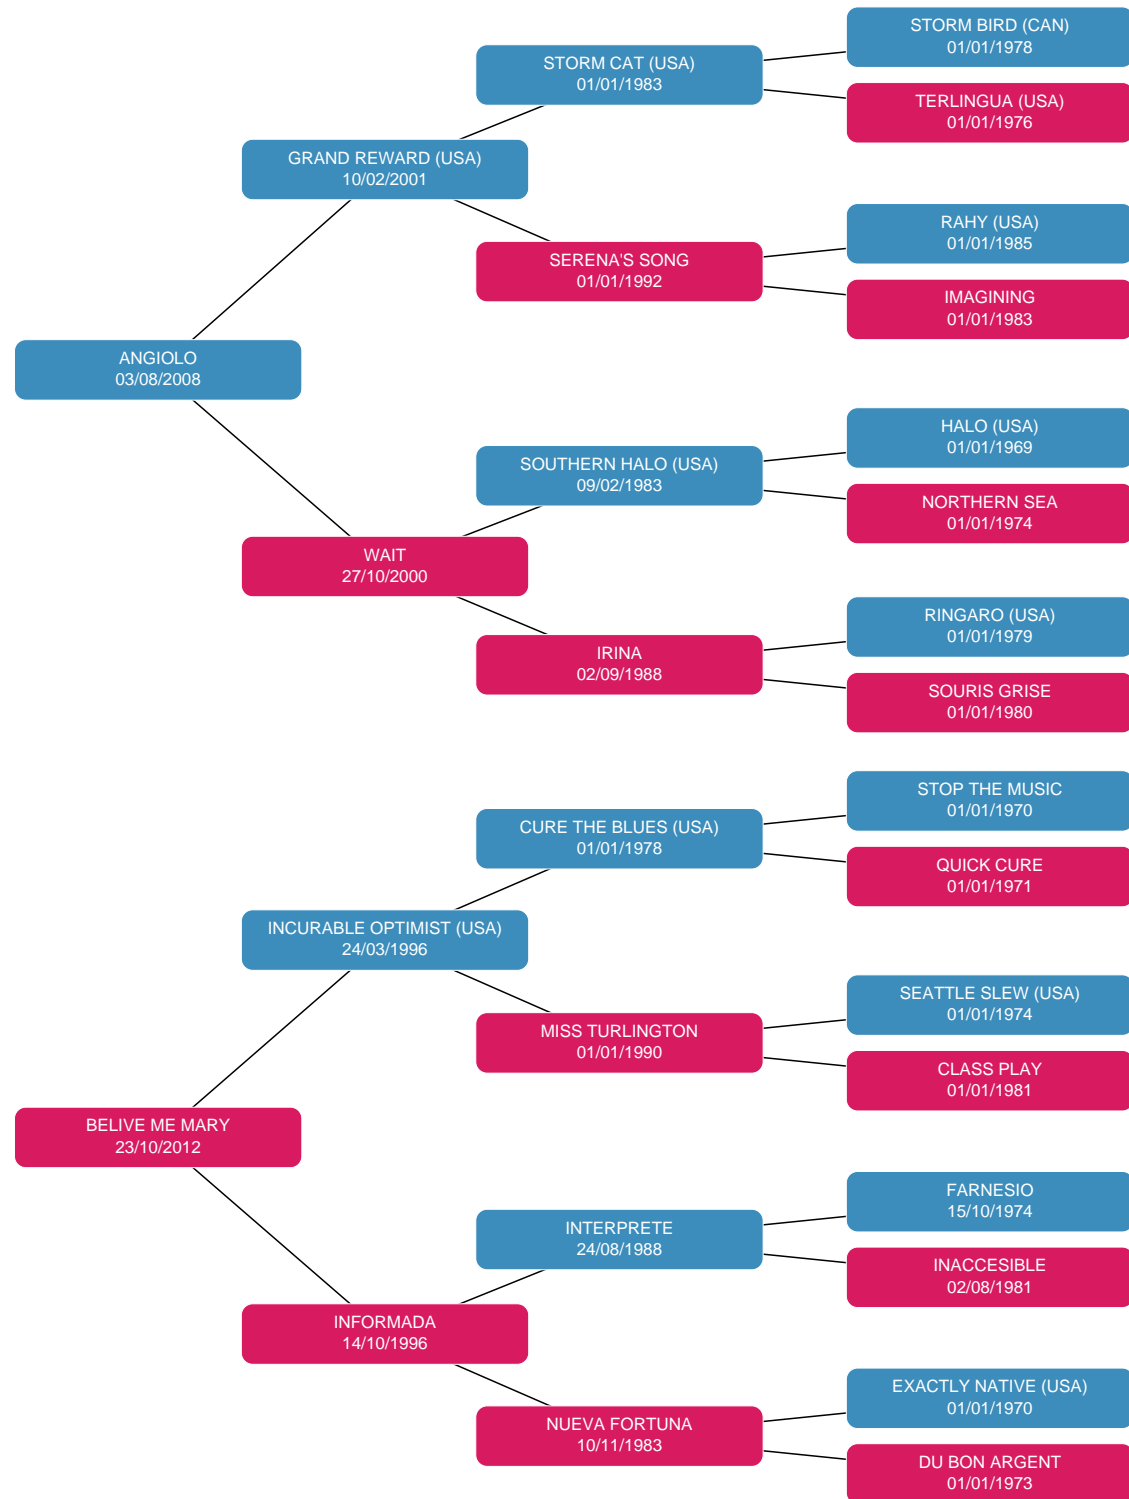 STORM BIRD (CAN)
01/01/1978
STORM CAT (USA)
01/01/1983
TERLINGUA (USA)
01/01/1976
GRAND REWARD (USA)
10/02/2001
RAHY (USA)
01/01/1985
SERENA'S SONG
01/01/1992
IMAGINING
01/01/1983
ANGIOLO
03/08/2008
HALO (USA)
01/01/1969
SOUTHERN HALO (USA)
09/02/1983
NORTHERN SEA
01/01/1974
WAIT
27/10/2000
RINGARO (USA)
01/01/1979
IRINA
02/09/1988
SOURIS GRISE
01/01/1980
STOP THE MUSIC
01/01/1970
CURE THE BLUES (USA)
01/01/1978
QUICK CURE
01/01/1971
INCURABLE OPTIMIST (USA)
24/03/1996
SEATTLE SLEW (USA)
01/01/1974
MISS TURLINGTON
01/01/1990
CLASS PLAY
01/01/1981
BELIVE ME MARY
23/10/2012
FARNESIO
15/10/1974
INTERPRETE
24/08/1988
INACCESIBLE
02/08/1981
INFORMADA
14/10/1996
EXACTLY NATIVE (USA)
01/01/1970
NUEVA FORTUNA
10/11/1983
DU BON ARGENT
01/01/1973